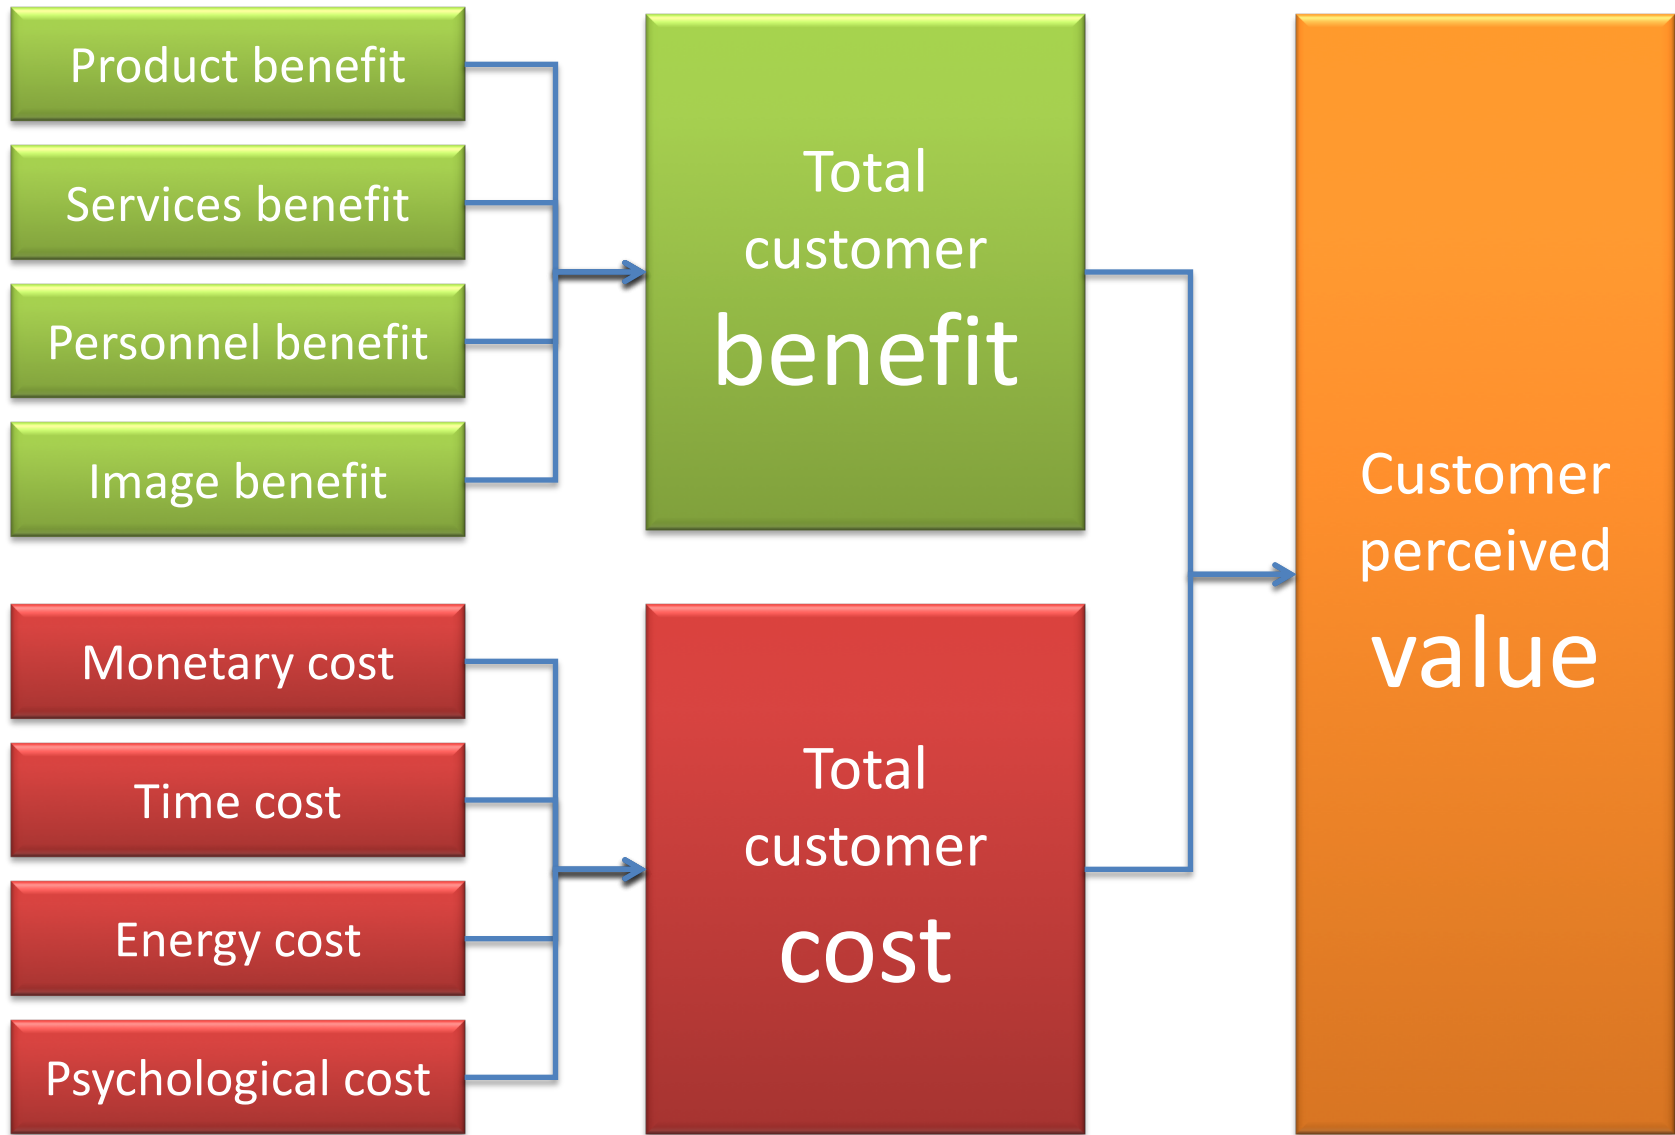 Product benefit
Services benefit
Personnel benefit
Image benefit
Total
customer
benefit
Monetary cost
Time cost
Energy cost
Psychological cost
Total
customer
cost
Customer
perceived
value